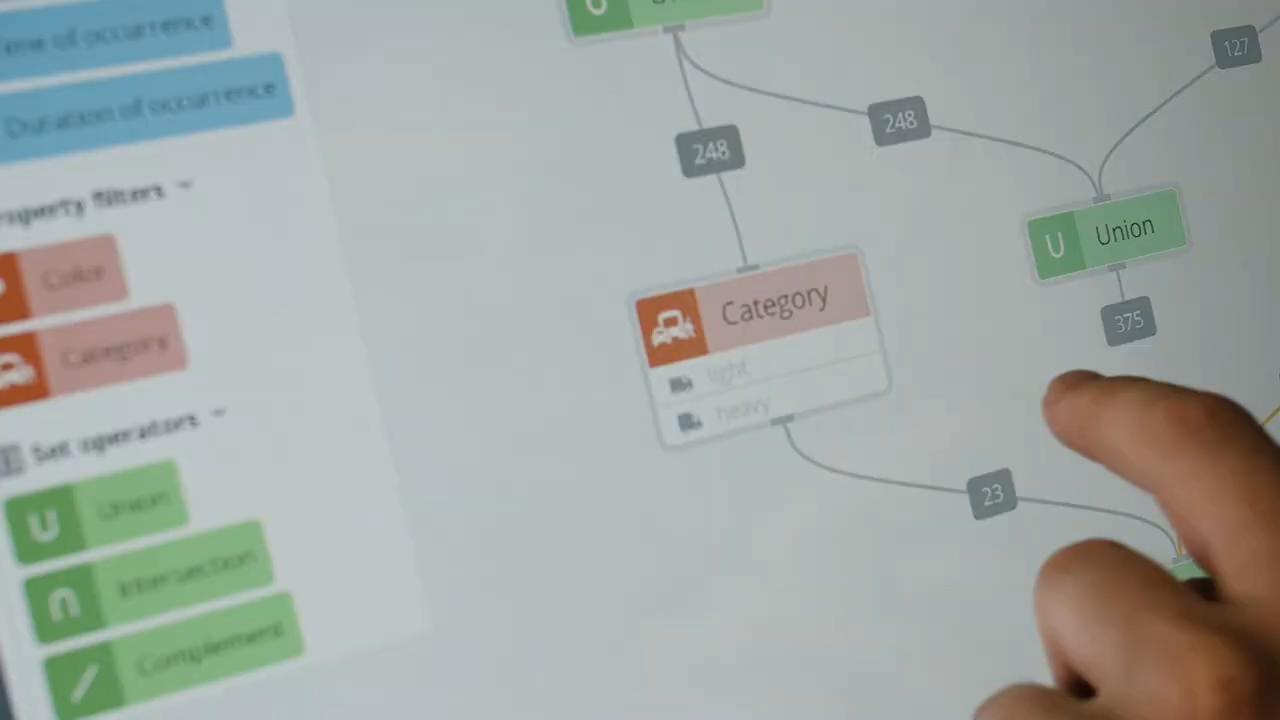 Time of occurrence
Duration of occurrence
Property filters
Color
Category
Set operators
Union
Intersection
Complement
248
248
127
Union
375
Category
light
heavy
23